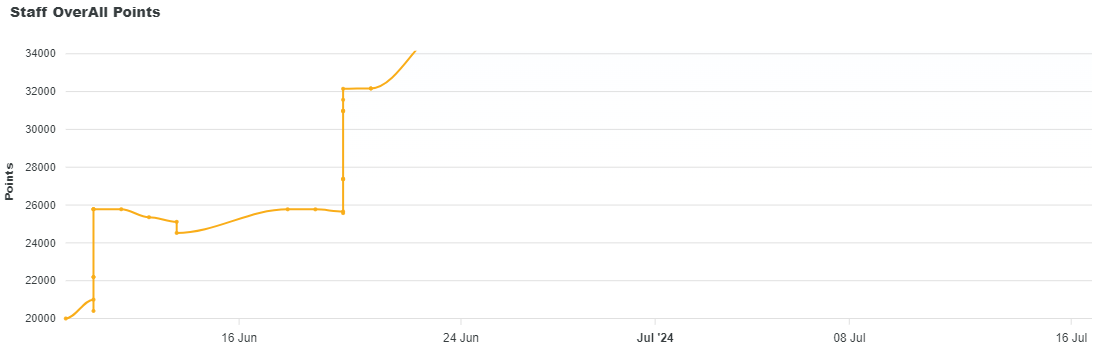 Staff OverAll Points
34000
32000
30000
28000
26000
24000
22000
20000
Points
16 Jun
24 Jun
Jul '24
08 Jul
16 Jul